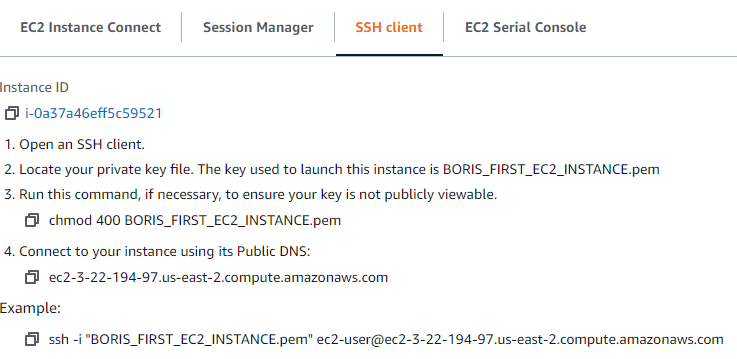 EC2 Instance Connect
Session Manager
SSH client
EC2 Serial Console
Instance ID
i-0a37a46eff5c59521
1. Open an SSH client.
2. Locate your private key file. The key used to launch this instance is BORIS_FIRST_EC2_INSTANCE.pem
3. Run this command, if necessary, to ensure your key is not publicly viewable.
chmod 400 BORIS_FIRST_EC2_INSTANCE.pem
4. Connect to your instance using its Public DNS:
ec2-3-22-194-97.us-east-2.compute.amazonaws.com
Example:
ssh -i "BORIS_FIRST_EC2_INSTANCE.pem" ec2-user@ec2-3-22-194-97.us-east-2.compute.amazonaws.com